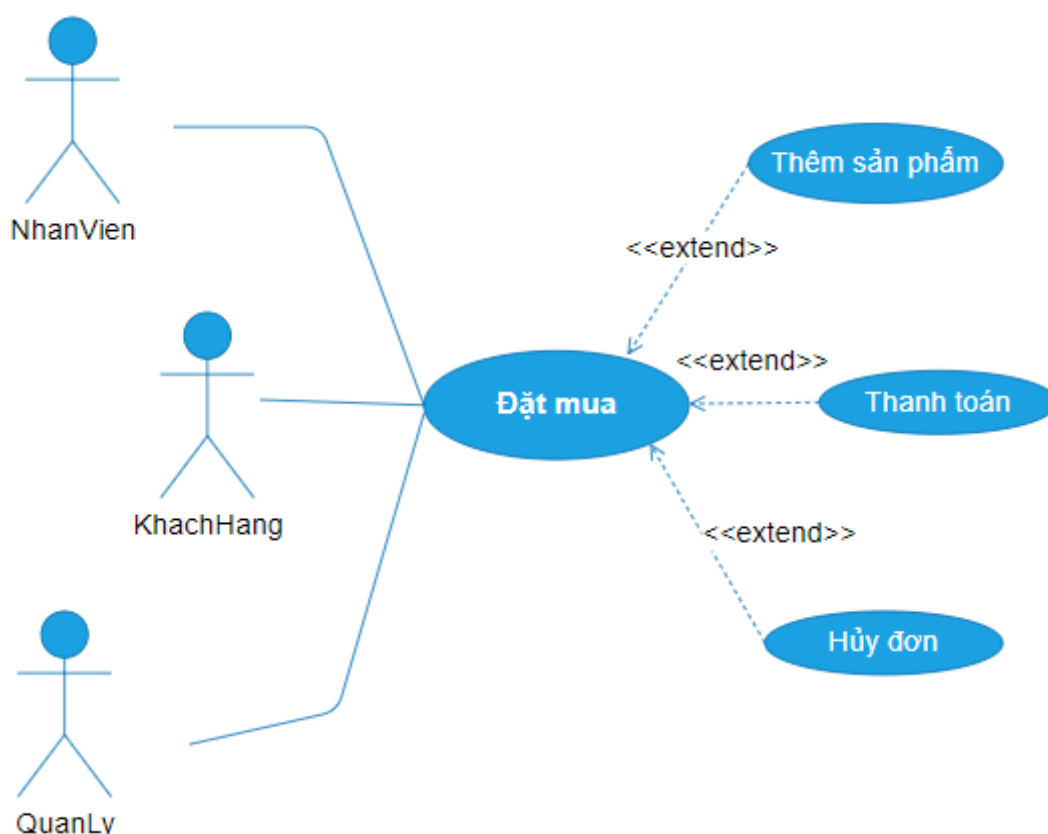 NhanVien
Thêm sản phẩm
<<extend>>
<<extend>>
Đặt mua
Thanh toán
KhachHang
<<extend>>
Hủy đơn
QuanLy